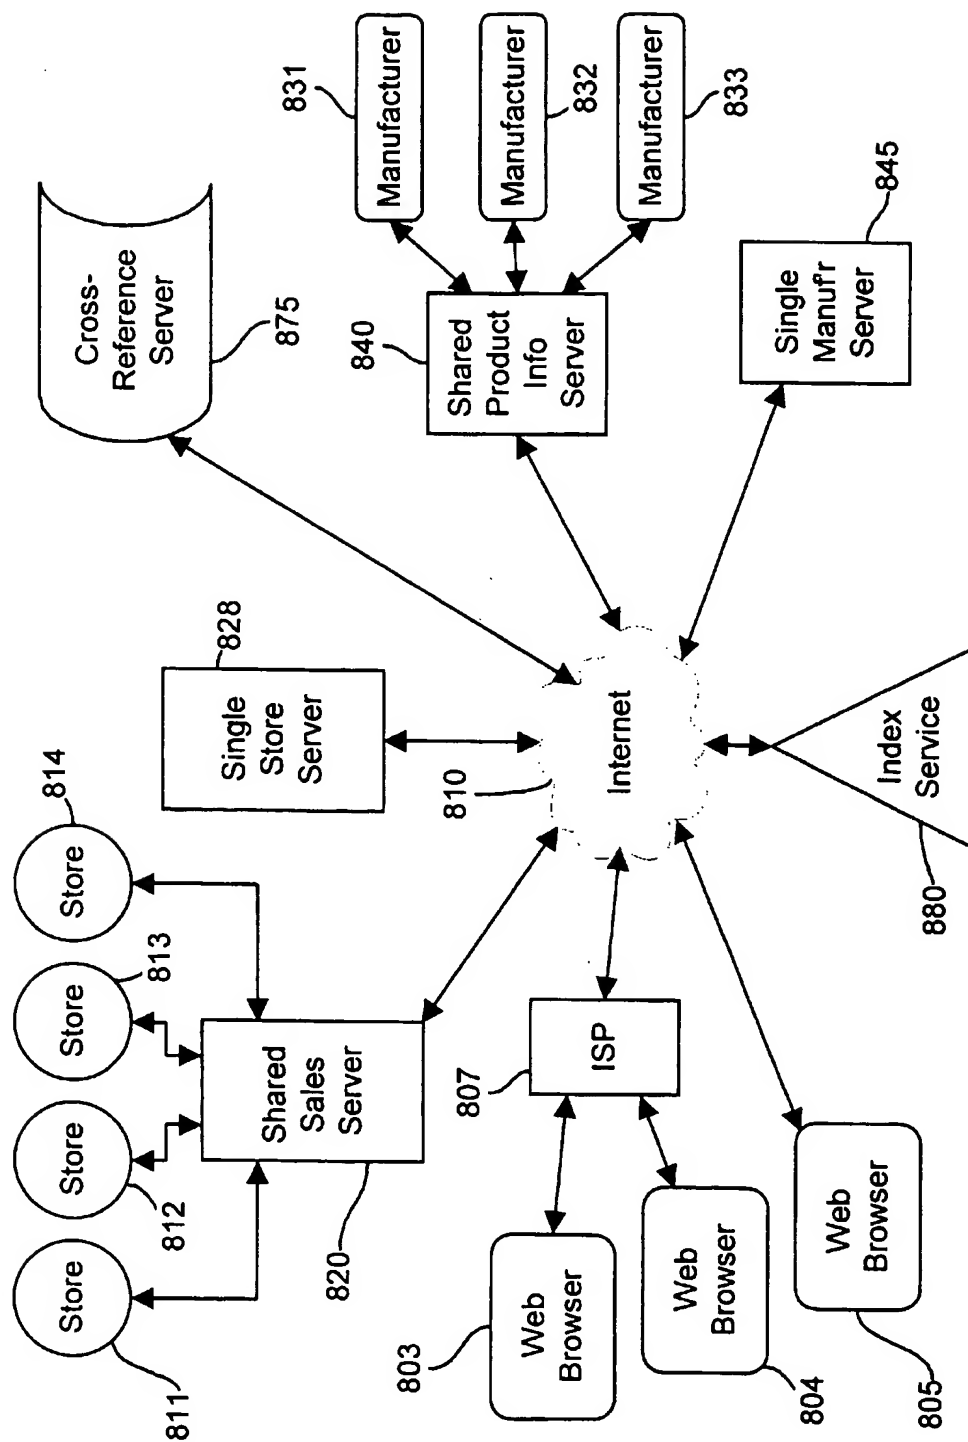 811
Store
812
Store
813
Store
814
Store
820
Shared
Sales
Server
828
Single
Store
Server
Cross-
Reference
Server
875
803
Web
Browser
807
ISP
810
Internet
840
Shared
Product
Info
Server
831
Manufacturer
832
Manufacturer
833
Manufacturer
804
Web
Browser
805
Web
Browser
880
Index
Service
845
Single
Manuf'r
Server